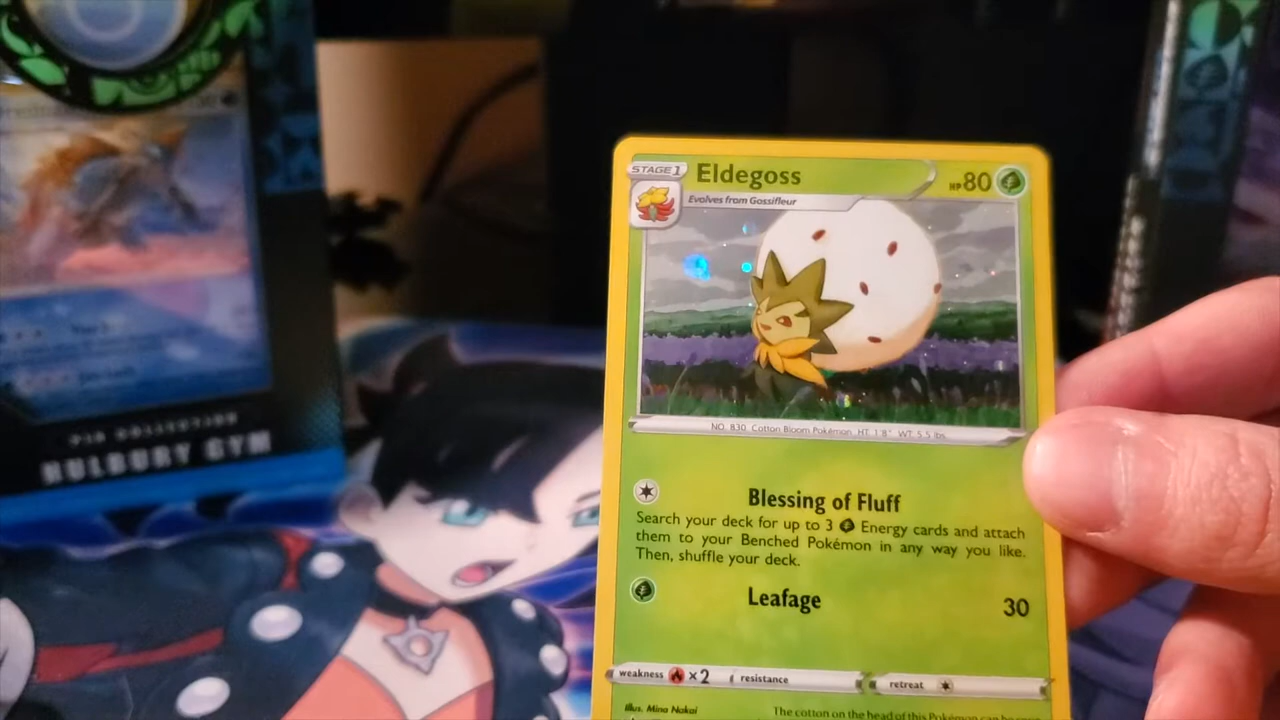 STAGE 1 Eldegoss HP 80
Evolves from Gossifleur
NO. 830 Cotton Bloom Pokémon HT. 1'8" WT. 5.5 lbs.
Blessing of Fluff
Search your deck for up to 3 Energy cards and attach
them to your Benched Pokémon in any way you like.
Then, shuffle your deck.
Leafage 30
weakness ×2 resistance retreat
Illus. Mina Nakai
The cotton on the head of this Pokémon can be
PIN COLLECTION
HULBURY GYM